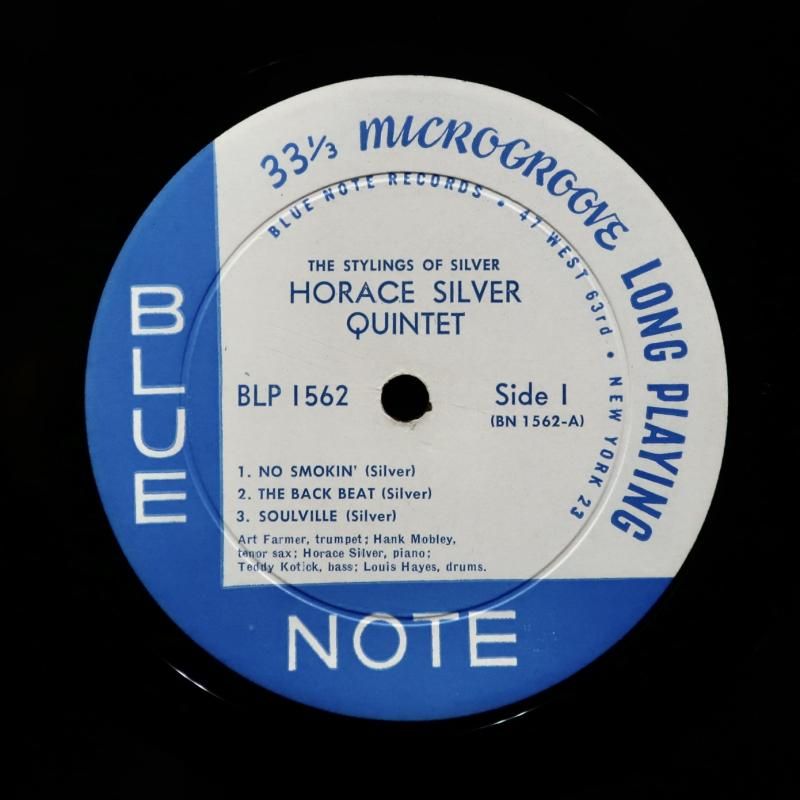 33⅓ MICROGROOVE LONG PLAYING
BLUE NOTE RECORDS • 47 WEST 63rd • NEW YORK 23
THE STYLINGS OF SILVER
HORACE SILVER
QUINTET
BLP 1562 Side 1
(BN 1562-A)
1. NO SMOKIN' (Silver)
2. THE BACK BEAT (Silver)
3. SOULVILLE (Silver)
Art Farmer, trumpet; Hank Mobley,
tenor sax; Horace Silver, piano;
Teddy Kotick, bass; Louis Hayes, drums.
BLUE
NOTE